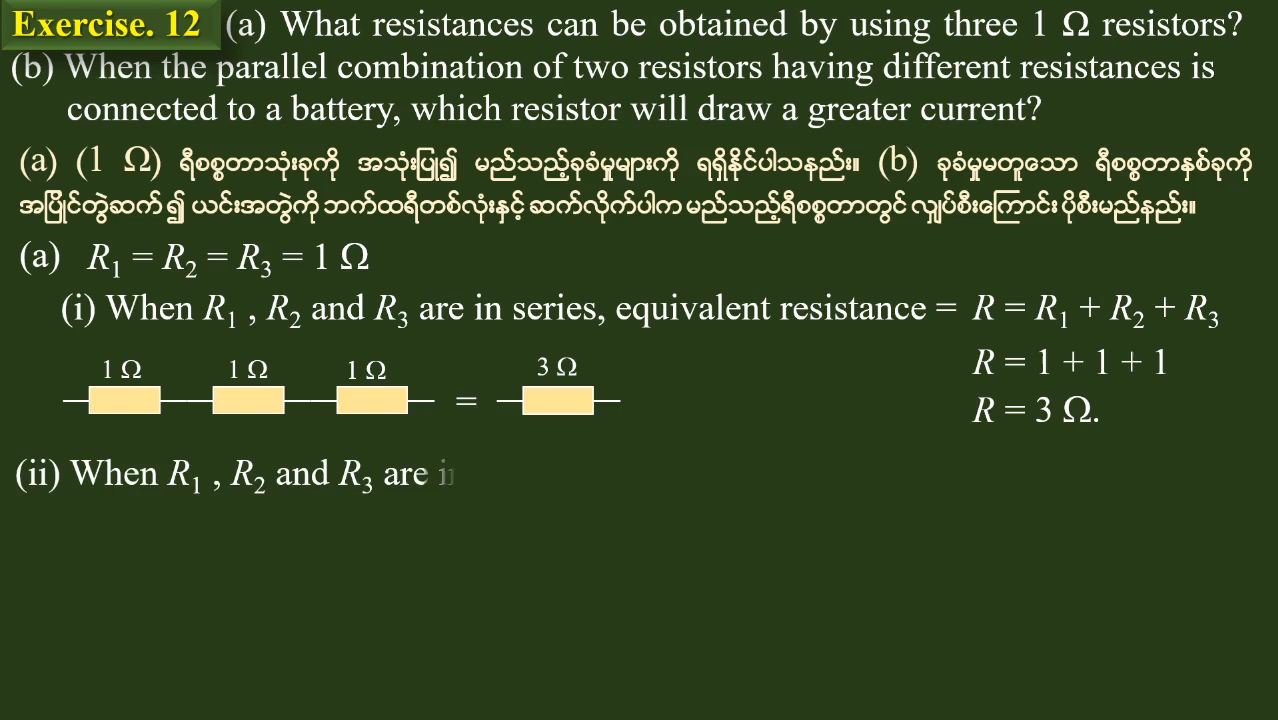 Exercise. 12 (a) What resistances can be obtained by using three 1 Ω resistors?
(b) When the parallel combination of two resistors having different resistances is
connected to a battery, which resistor will draw a greater current?
(a) (1 Ω) ရီစစ္စတာသုံးခုကို အသုံးပြု၍ မည်သည့်ခုခံမှုများကို ရရှိနိုင်ပါသနည်း။ (b) ခုခံမှုမတူသော ရီစစ္စတာနှစ်ခုကို
အပြိုင်တွဲဆက်၍ ယင်းအတွဲကို ဘက်ထရီတစ်လုံးနှင့် ဆက်လိုက်ပါက မည်သည့်ရီစစ္စတာတွင် လျှပ်စီးကြောင်း ပိုစီးမည်နည်း။
(a) R₁ = R₂ = R₃ = 1 Ω
(i) When R₁ , R₂ and R₃ are in series, equivalent resistance = R = R₁ + R₂ + R₃
R = 1 + 1 + 1
1 Ω 1 Ω 1 Ω 3 Ω
=
R = 3 Ω.
(ii) When R₁ , R₂ and R₃ are in